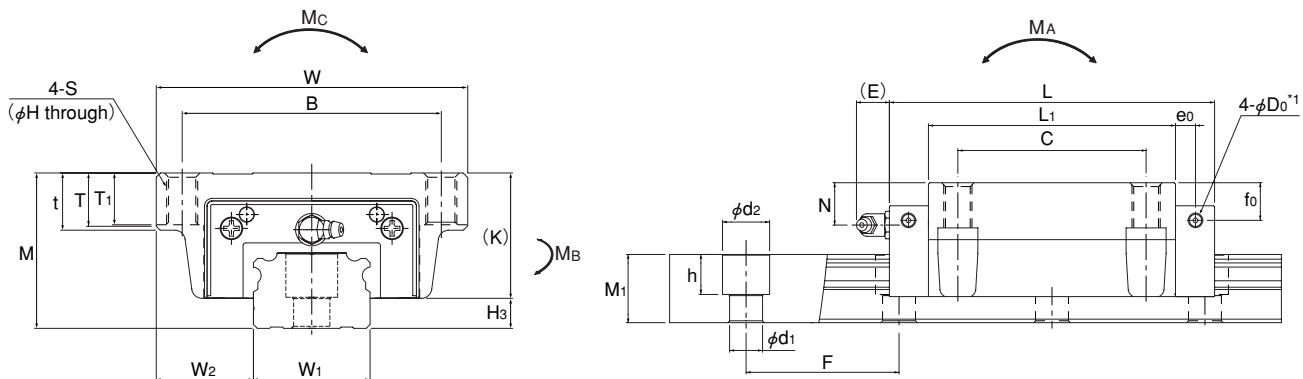 MC
W
4-S
(φH through)
B
t
T
T1
M
(K)
MB
H3
W2
W1
MA
(E)
L
4-φD0*1
L1
e0
C
N
f0
φd2
M1
h
φd1
F